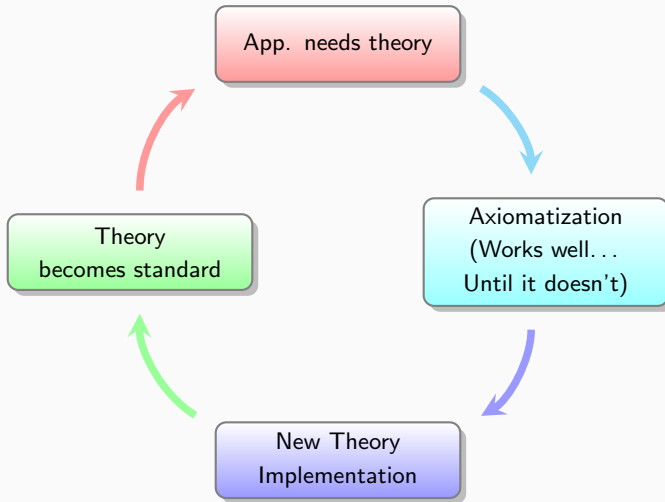 App. needs theory
Axiomatization
(Works well...
Until it doesn't)
Theory
becomes standard
New Theory
Implementation